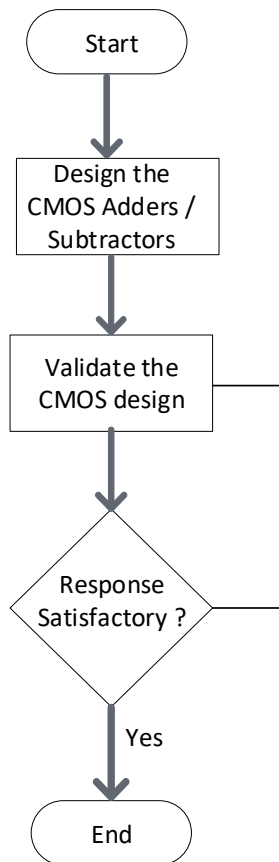 Start
Design the
CMOS Adders /
Subtractors
Validate the
CMOS design
Response
Satisfactory ?
Yes
End